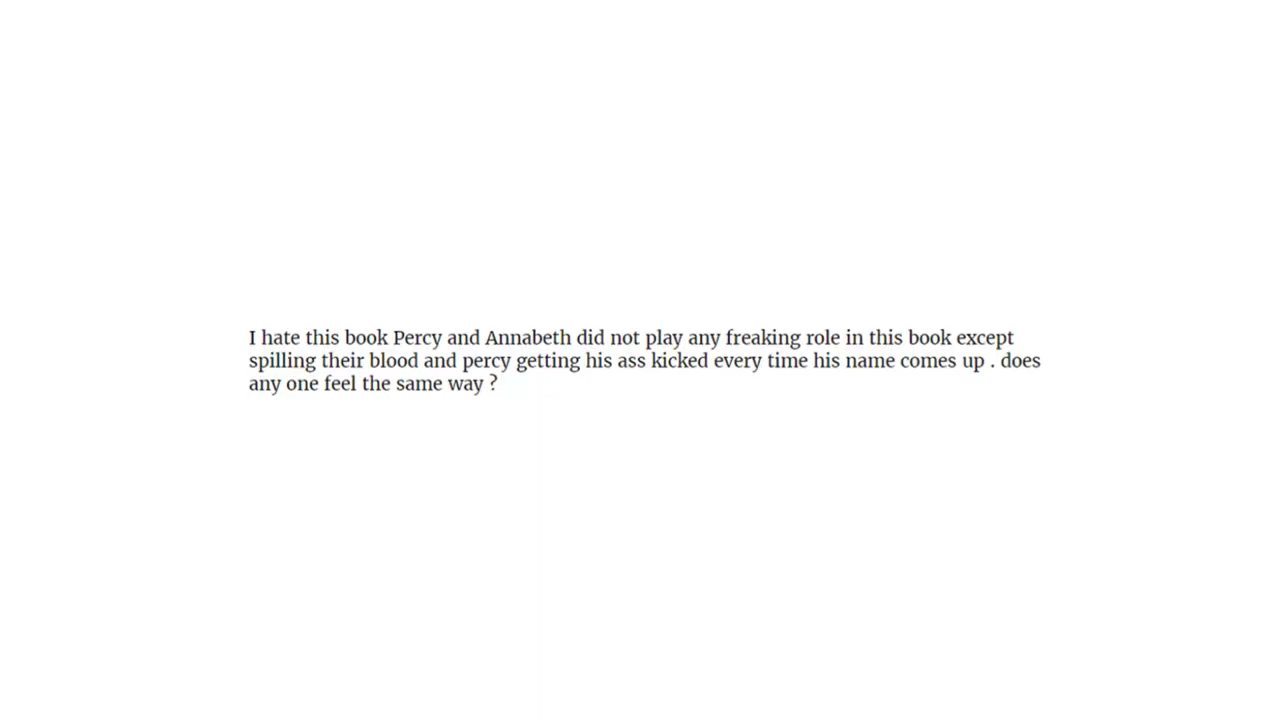 I hate this book Percy and Annabeth did not play any freaking role in this book except
spilling their blood and percy getting his ass kicked every time his name comes up . does
any one feel the same way ?